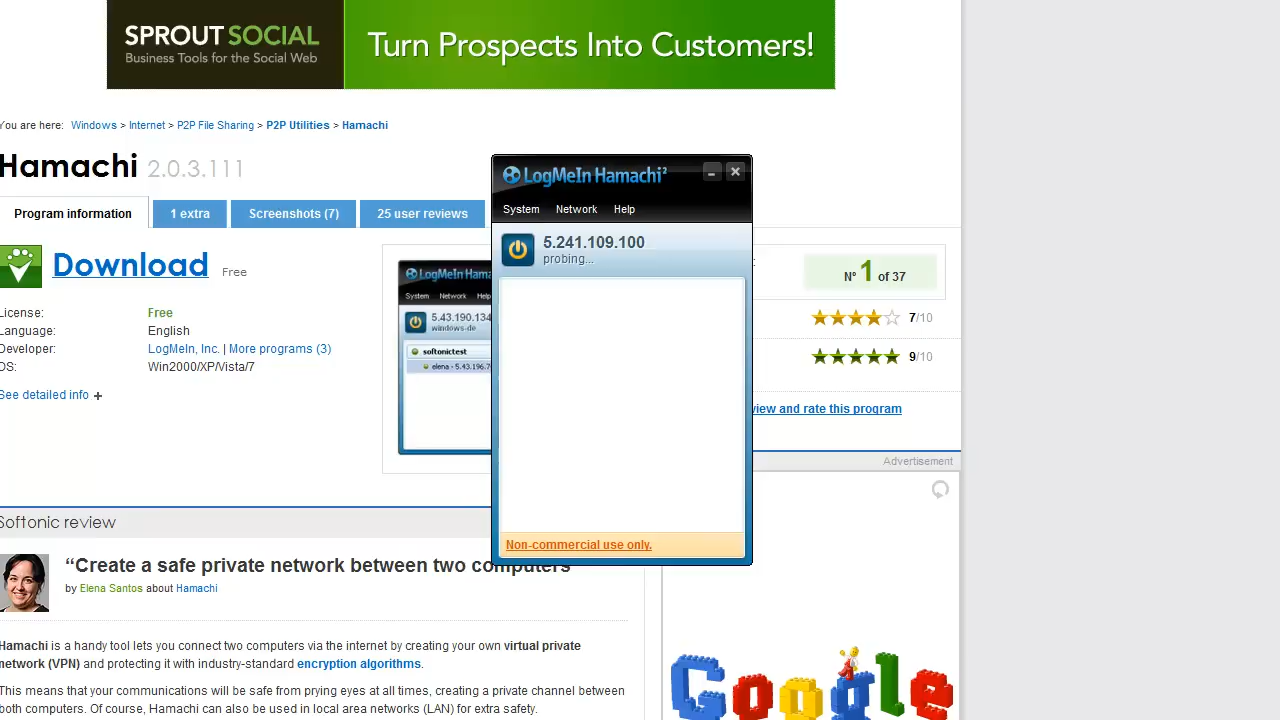 SPROUT SOCIAL
Business Tools for the Social Web
Turn Prospects Into Customers!
You are here: Windows > Internet > P2P File Sharing > P2P Utilities > Hamachi
Hamachi 2.0.3.111
Program information
1 extra
Screenshots (7)
25 user reviews
Download Free
License: Free
Language: English
Developer: LogMeIn, Inc. | More programs (3)
OS: Win2000/XP/Vista/7
See detailed info +
LogMeIn Hama
System Network Help
5.43.190.134
windows-de
softonictest
elena - 5.43.196.7
LogMeIn Hamachi²
System Network Help
5.241.109.100
probing...
Non-commercial use only.
Nº 1 of 37
7/10
9/10
view and rate this program
Advertisement
Softonic review
“Create a safe private network between two computers
by Elena Santos about Hamachi
Hamachi is a handy tool lets you connect two computers via the internet by creating your own virtual private
network (VPN) and protecting it with industry-standard encryption algorithms.
This means that your communications will be safe from prying eyes at all times, creating a private channel between
both computers. Of course, Hamachi can also be used in local area networks (LAN) for extra safety.
Google